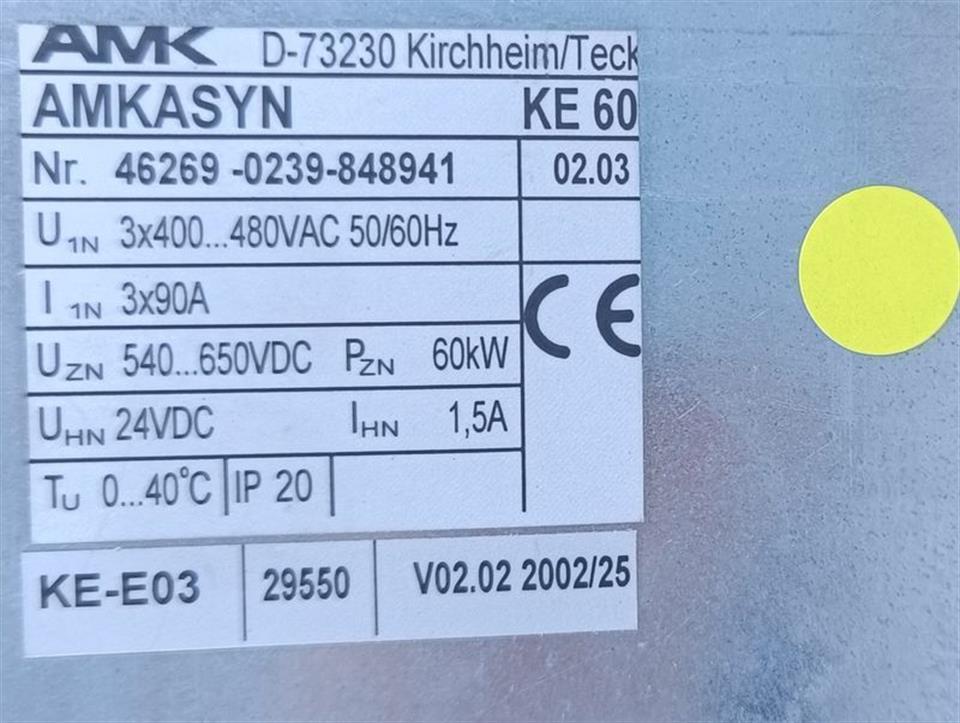 AMK D-73230 Kirchheim/Teck
AMKASYN KE 60
Nr. 46269 -0239-848941 02.03
U1N 3x400...480VAC 50/60Hz
I 1N 3x90A
CE
UZN 540...650VDC PZN 60kW
UHN 24VDC IHN 1,5A
TU 0...40°C IP 20
KE-E03 29550 V02.02 2002/25